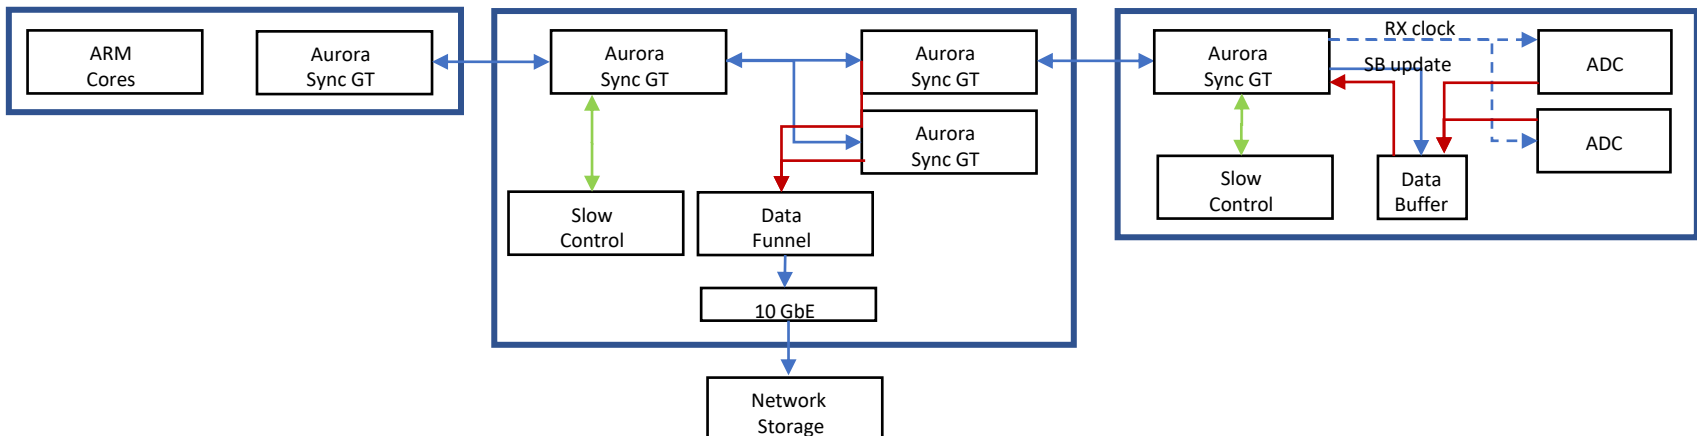 ARM
Cores
Aurora
Sync GT
Aurora
Sync GT
Aurora
Sync GT
Aurora
Sync GT
Slow
Control
Data
Funnel
10 GbE
Network
Storage
Aurora
Sync GT
RX clock
SB update
ADC
ADC
Slow
Control
Data
Buffer